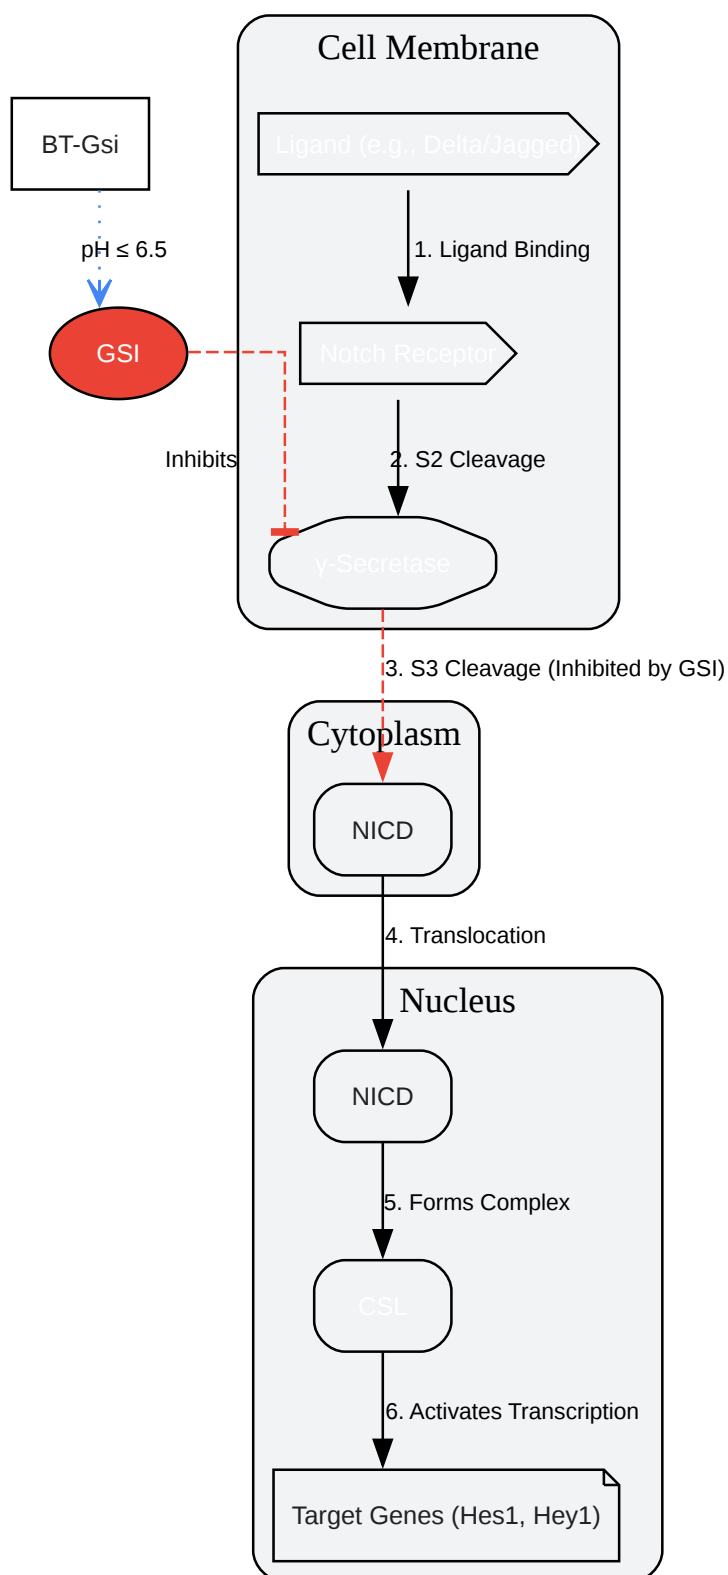 Cell Membrane
BT-Gsi
Ligand (e.g., Delta/Jagged)
pH ≤ 6.5
1. Ligand Binding
GSI
Notch Receptor
Inhibits
2. S2 Cleavage
γ-Secretase
3. S3 Cleavage (Inhibited by GSI)
Cytoplasm
NICD
4. Translocation
Nucleus
NICD
5. Forms Complex
CSL
6. Activates Transcription
Target Genes (Hes1, Hey1)